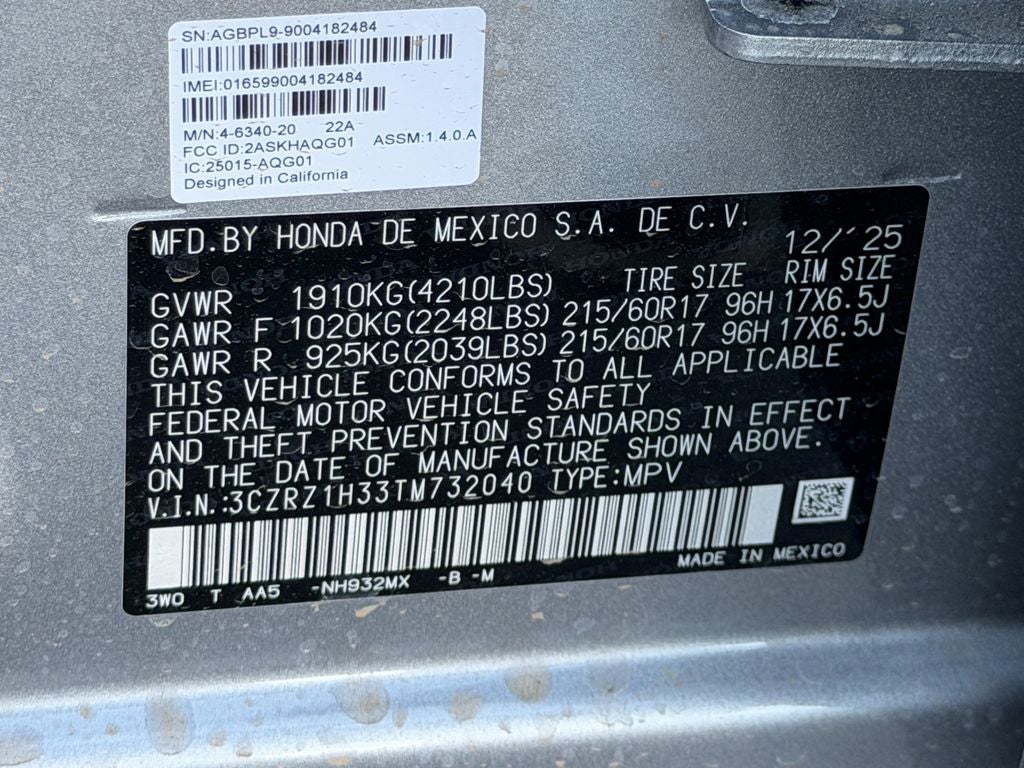 SN:AGBPL9-9004182484
IMEI:016599004182484
M/N:4-6340-20 22A
FCC ID:2ASKHAQG01 ASSM:1.4.0.A
IC:25015-AQG01
Designed in California
MFD.BY HONDA DE MEXICO S.A. DE C.V.
12/'25
TIRE SIZE RIM SIZE
GVWR 1910KG(4210LBS)
GAWR F 1020KG(2248LBS) 215/60R17 96H 17X6.5J
GAWR R 925KG(2039LBS) 215/60R17 96H 17X6.5J
THIS VEHICLE CONFORMS TO ALL APPLICABLE
FEDERAL MOTOR VEHICLE SAFETY
AND THEFT PREVENTION STANDARDS IN EFFECT
ON THE DATE OF MANUFACTURE SHOWN ABOVE.
V.I.N.:3CZRZ1H33TM732040 TYPE:MPV
MADE IN MEXICO
3W0 T AA5 -NH932MX -B -M